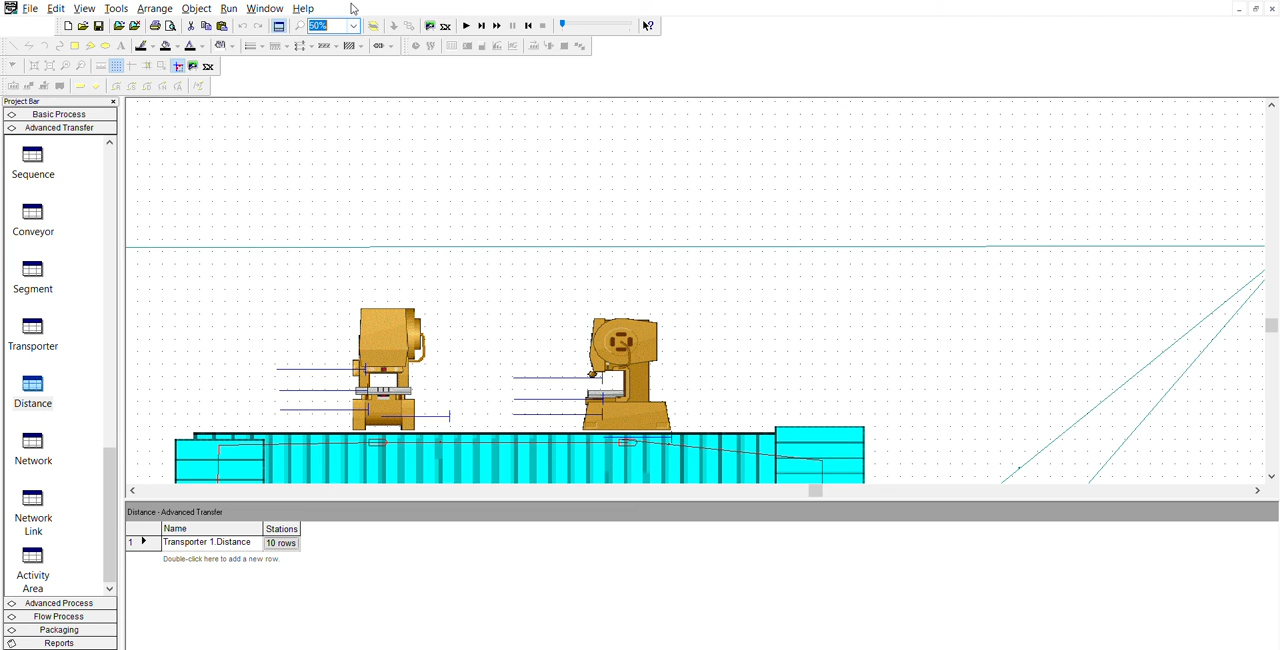 File Edit View Tools Arrange Object Run Window Help
50%
Project Bar
Basic Process
Advanced Transfer
Sequence
Conveyor
Segment
Transporter
Distance
Network
Network
Link
Activity
Area
Advanced Process
Flow Process
Packaging
Reports
Distance - Advanced Transfer
Name Stations
1 Transporter 1.Distance 10 rows
Double-click here to add a new row.